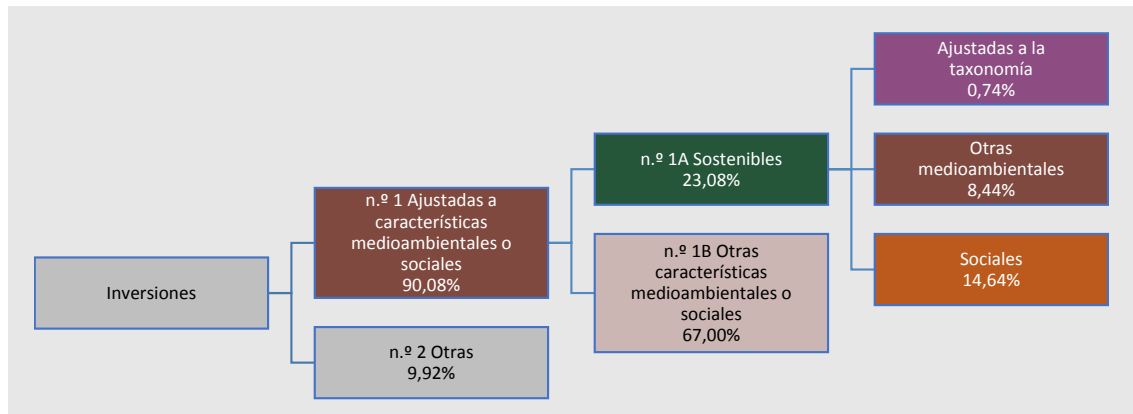 Inversiones
n.º 1 Ajustadas a
características
medioambientales o
sociales
90,08%
n.º 2 Otras
9,92%
n.º 1A Sostenibles
23,08%
n.º 1B Otras
características
medioambientales o
sociales
67,00%
Ajustadas a la
taxonomía
0,74%
Otras
medioambientales
8,44%
Sociales
14,64%